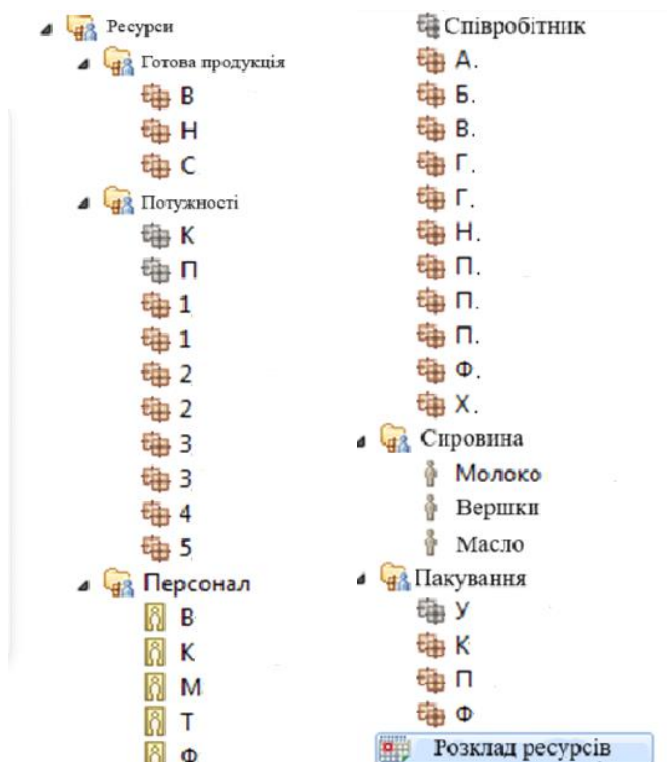 Ресурси
Готова продукція
В
Н
С
Потужності
К
П
1
1
2
2
3
3
4
5
Персонал
В
К
М
Т
Ф
Співробітник
А.
Б.
В.
Г.
Г.
Н.
П.
П.
П.
Ф.
Х.
Сировина
Молоко
Вершки
Масло
Пакування
У
К
П
Ф
Розклад ресурсів